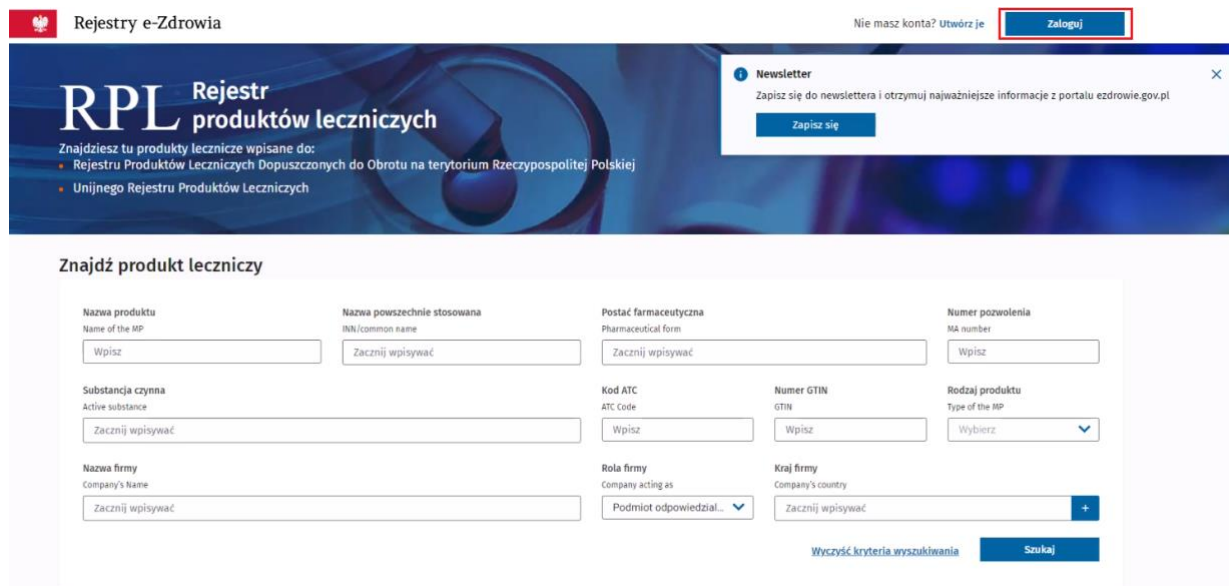 Rejestry e-Zdrowia
Nie masz konta? Utwórz je
Zaloguj
Newsletter
Zapisz się do newslettera i otrzymuj najważniejsze informacje z portalu ezdrowie.gov.pl
Zapisz się
RPL Rejestr
produktów leczniczych
Znajdziesz tu produkty lecznicze wpisane do:
Rejestru Produktów Leczniczych Dopuszczonych do Obrotu na terytorium Rzeczypospolitej Polskiej
Unijnego Rejestru Produktów Leczniczych
Znajdź produkt leczniczy
Nazwa produktu
Name of the MP
Wpisz
Nazwa powszechnie stosowana
INN/common name
Zacznij wpisywać
Postać farmaceutyczna
Pharmaceutical form
Zacznij wpisywać
Numer pozwolenia
MA number
Wpisz
Substancja czynna
Active substance
Zacznij wpisywać
Kod ATC
ATC Code
Wpisz
Numer GTIN
GTIN
Wpisz
Rodzaj produktu
Type of the MP
Wybierz
Nazwa firmy
Company's Name
Zacznij wpisywać
Rola firmy
Company acting as
Podmiot odpowiedzial...
Kraj firmy
Company's country
Zacznij wpisywać
+
Wyczyść kryteria wyszukiwania
Szukaj